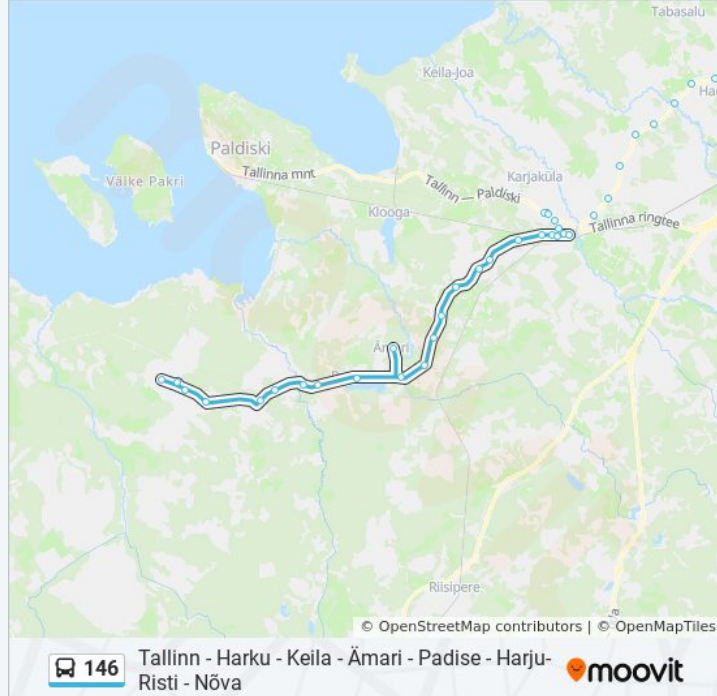 Tabasalu
Keila-Joa
Ha
Paldiski
Väike Pakri
Tallinna mnt
Tallinn — Paldiski
Karjaküla
Klooga
Tallinna ringtee
Ämari
Riisipere
© OpenStreetMap contributors | © OpenMapTiles
146
Tallinn - Harku - Keila - Ämari - Padise - Harju-
Risti - Nõva
moovit